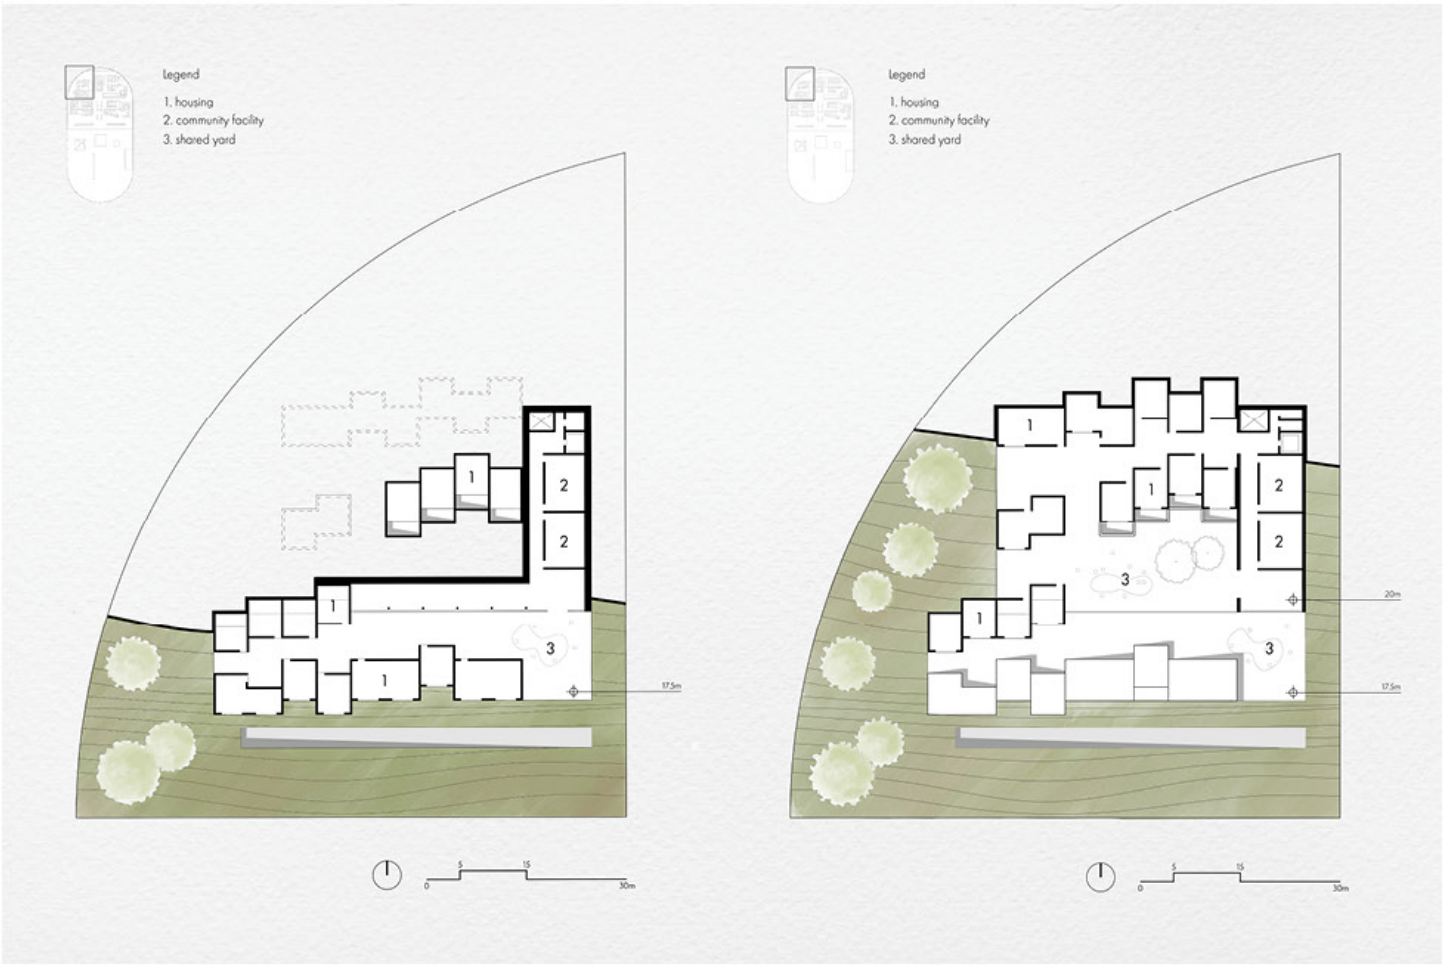 Legend
1. housing
2. community facility
3. shared yard
1
2
2
1
3
1
17.5m
0 5 15 30m
Legend
1. housing
2. community facility
3. shared yard
1
1
2
2
3
1
3
20m
17.5m
0 5 15 30m